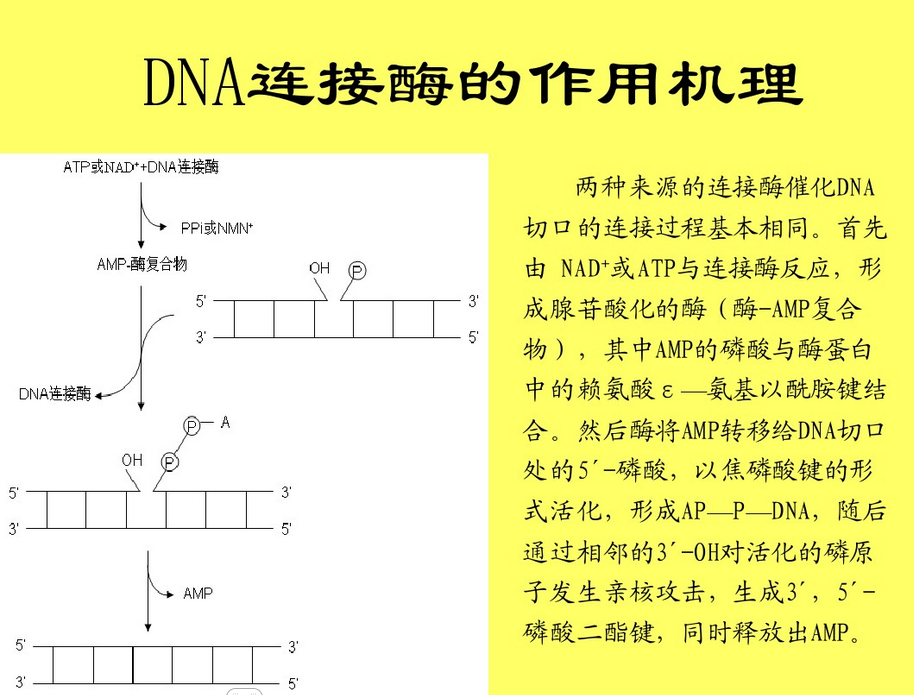 DNA连接酶的作用机理
ATP或NAD⁺+DNA连接酶
PPi或NMN⁺
AMP-酶复合物
OH P
5' 3'
3' 5'
DNA连接酶
P A
OH P
5' 3'
3' 5'
AMP
5' 3'
3' 5'
两种来源的连接酶催化DNA
切口的连接过程基本相同。首先
由 NAD⁺或ATP与连接酶反应，形
成腺苷酸化的酶（酶-AMP复合
物），其中AMP的磷酸与酶蛋白
中的赖氨酸ε—氨基以酰胺键结
合。然后酶将AMP转移给DNA切口
处的5´-磷酸，以焦磷酸键的形
式活化，形成AP—P—DNA，随后
通过相邻的3´-OH对活化的磷原
子发生亲核攻击，生成3´，5´-
磷酸二酯键，同时释放出AMP。